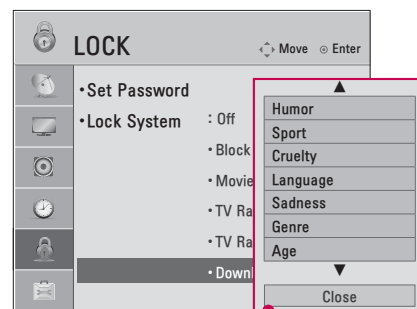 LOCK
Move Enter
• Set Password
• Lock System : Off
• Block
• Movie
• TV Ra
• TV Ra
• Downl
Humor
Sport
Cruelty
Language
Sadness
Genre
Age
Close